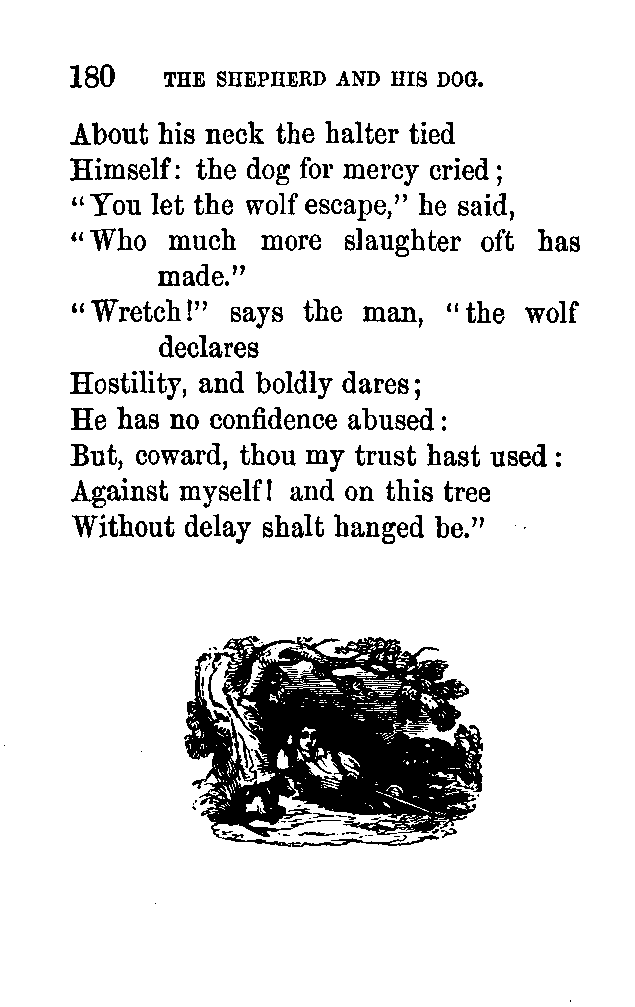 180 THE SHEPHERD AND HIS DOG.
About his neck the halter tied
Himself: the dog for mercy cried;
"You let the wolf escape," he said,
"Who much more slaughter oft has
made."
"Wretch!" says the man, "the wolf
declares
Hostility, and boldly dares;
He has no confidence abused:
But, coward, thou my trust hast used:
Against myself! and on this tree
Without delay shalt hanged be."